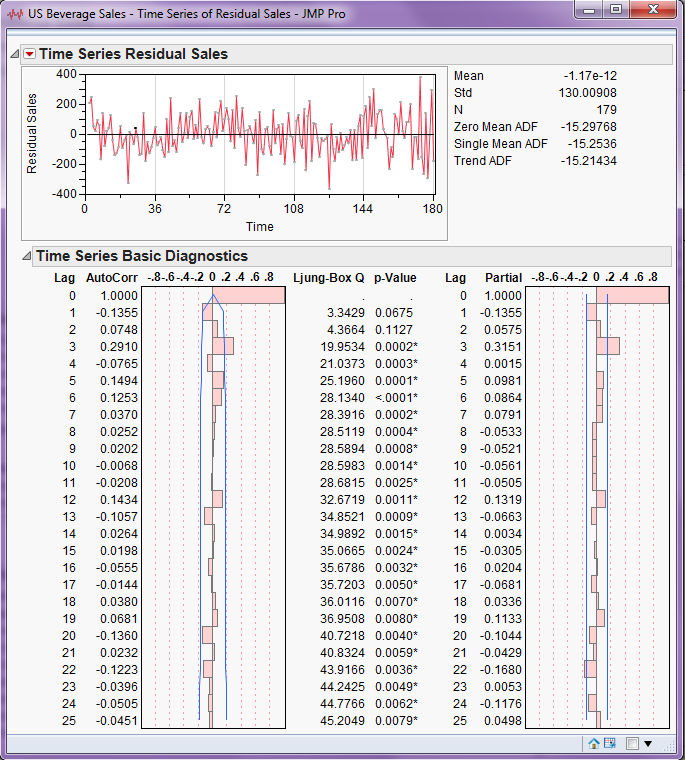 US Beverage Sales - Time Series of Residual Sales - JMP Pro
Time Series Residual Sales
400
200
0
-200
-400
Residual Sales
0 36 72 108 144 180
Time
Mean -1.17e-12
Std 130.00908
N 179
Zero Mean ADF -15.29768
Single Mean ADF -15.2536
Trend ADF -15.21434
Time Series Basic Diagnostics
Lag AutoCorr -.8-.6-.4-.2 0 .2 .4 .6 .8 Ljung-Box Q p-Value Lag Partial -.8-.6-.4-.2 0 .2 .4 .6 .8
0 1.0000 . . 0 1.0000
1 -0.1355 3.3429 0.0675 1 -0.1355
2 0.0748 4.3664 0.1127 2 0.0575
3 0.2910 19.9534 0.0002* 3 0.3151
4 -0.0765 21.0373 0.0003* 4 0.0015
5 0.1494 25.1960 0.0001* 5 0.0981
6 0.1253 28.1340 <.0001* 6 0.0864
7 0.0370 28.3916 0.0002* 7 0.0791
8 0.0252 28.5119 0.0004* 8 -0.0533
9 0.0202 28.5894 0.0008* 9 -0.0521
10 -0.0068 28.5983 0.0014* 10 -0.0561
11 -0.0208 28.6815 0.0025* 11 -0.0505
12 0.1434 32.6719 0.0011* 12 0.1319
13 -0.1057 34.8521 0.0009* 13 -0.0663
14 0.0264 34.9892 0.0015* 14 0.0034
15 0.0198 35.0665 0.0024* 15 -0.0305
16 -0.0555 35.6786 0.0032* 16 0.0204
17 -0.0144 35.7203 0.0050* 17 -0.0681
18 0.0380 36.0116 0.0070* 18 0.0336
19 0.0681 36.9508 0.0080* 19 0.1133
20 -0.1360 40.7218 0.0040* 20 -0.1044
21 0.0232 40.8324 0.0059* 21 -0.0429
22 -0.1223 43.9166 0.0036* 22 -0.1680
23 -0.0396 44.2425 0.0049* 23 0.0053
24 -0.0505 44.7766 0.0062* 24 -0.1176
25 -0.0451 45.2049 0.0079* 25 0.0498